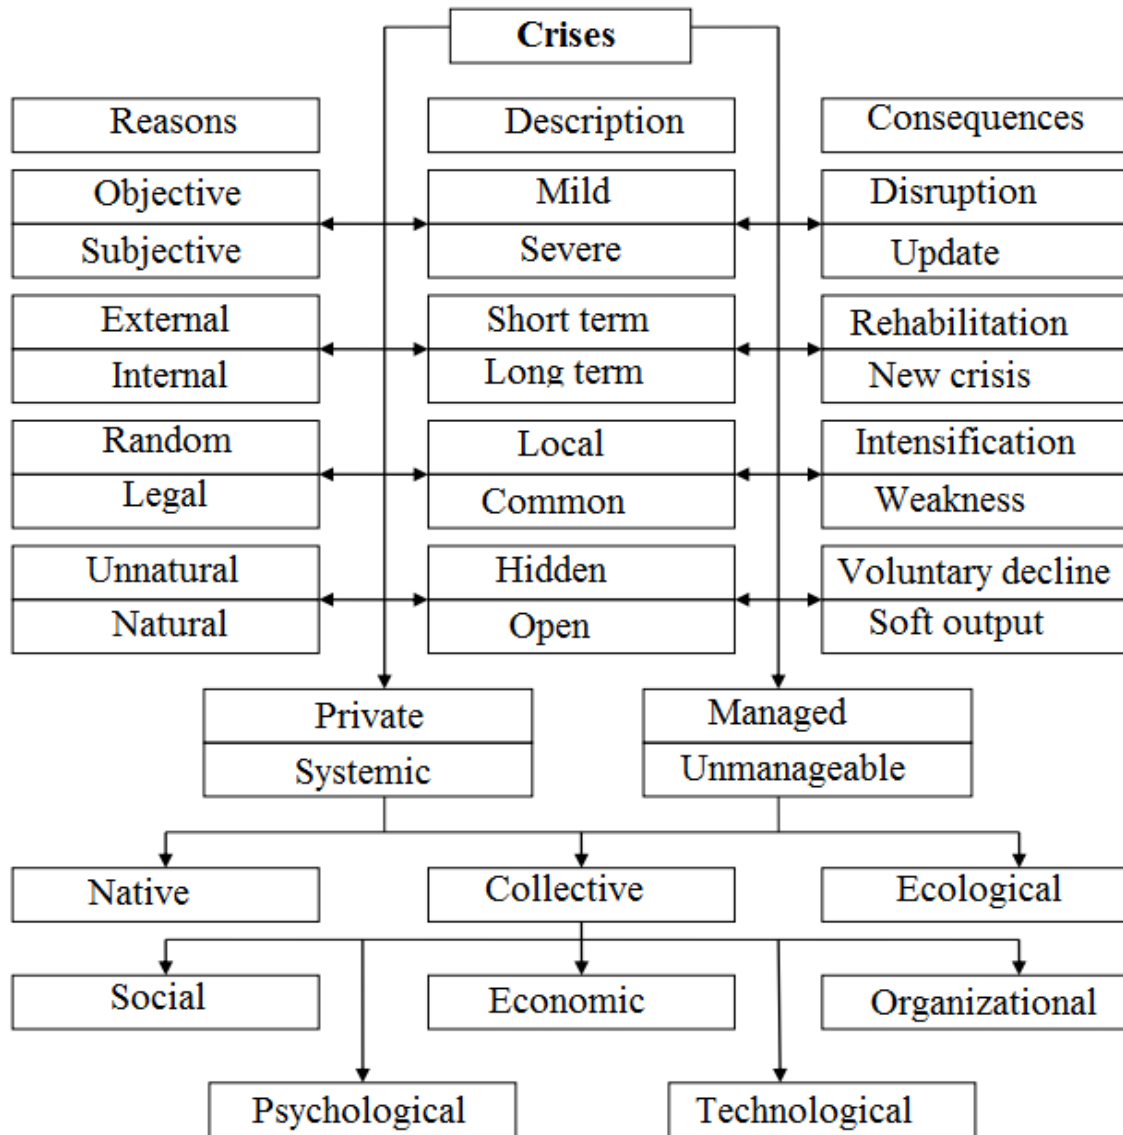 Crises
Reasons
Description
Consequences
Objective
Mild
Disruption
Subjective
Severe
Update
External
Short term
Rehabilitation
Internal
Long term
New crisis
Random
Local
Intensification
Legal
Common
Weakness
Unnatural
Hidden
Voluntary decline
Natural
Open
Soft output
Private
Managed
Systemic
Unmanageable
Native
Collective
Ecological
Social
Economic
Organizational
Psychological
Technological